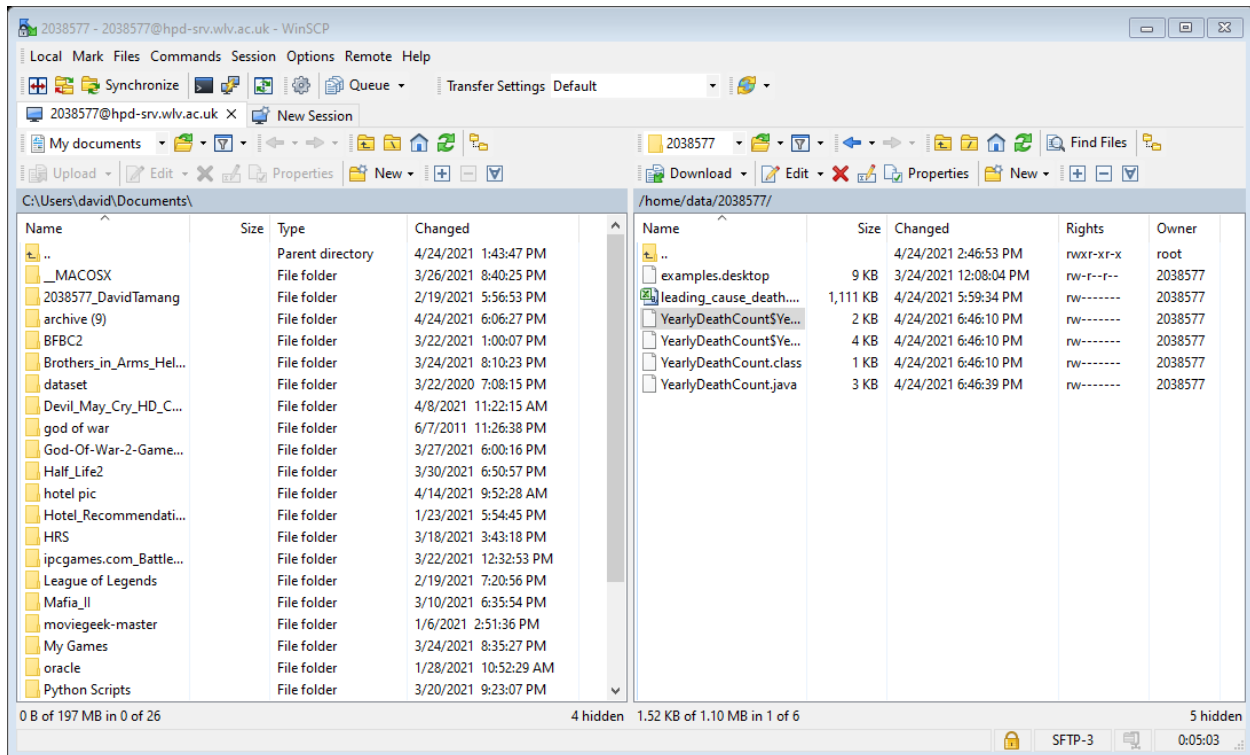 2038577 - 2038577@hpd-srv.wlv.ac.uk - WinSCP
Local Mark Files Commands Session Options Remote Help
Synchronize Queue Transfer Settings Default
2038577@hpd-srv.wlv.ac.uk X New Session
My documents 2038577 Find Files
Upload Edit Properties New Download Edit Properties New
C:\Users\david\Documents\ /home/data/2038577/
Name Size Type Changed Name Size Changed Rights Owner
.. Parent directory 4/24/2021 1:43:47 PM .. 4/24/2021 2:46:53 PM rwxr-xr-x root
__MACOSX File folder 3/26/2021 8:40:25 PM examples.desktop 9 KB 3/24/2021 12:08:04 PM rw-r--r-- 2038577
2038577_DavidTamang File folder 2/19/2021 5:56:53 PM leading_cause_death.... 1,111 KB 4/24/2021 5:59:34 PM rw------- 2038577
archive (9) File folder 4/24/2021 6:06:27 PM YearlyDeathCount$Ye... 2 KB 4/24/2021 6:46:10 PM rw------- 2038577
BFBC2 File folder 3/22/2021 1:00:07 PM YearlyDeathCount$Ye... 4 KB 4/24/2021 6:46:10 PM rw------- 2038577
Brothers_in_Arms_Hel... File folder 3/24/2021 8:10:23 PM YearlyDeathCount.class 1 KB 4/24/2021 6:46:10 PM rw------- 2038577
dataset File folder 3/22/2020 7:08:15 PM YearlyDeathCount.java 3 KB 4/24/2021 6:46:39 PM rw------- 2038577
Devil_May_Cry_HD_C... File folder 4/8/2021 11:22:15 AM
god of war File folder 6/7/2011 11:26:38 PM
God-Of-War-2-Game... File folder 3/27/2021 6:00:16 PM
Half_Life2 File folder 3/30/2021 6:50:57 PM
hotel pic File folder 4/14/2021 9:52:28 AM
Hotel_Recommendati... File folder 1/23/2021 5:54:45 PM
HRS File folder 3/18/2021 3:43:18 PM
ipcgames.com_Battle... File folder 3/22/2021 12:32:53 PM
League of Legends File folder 2/19/2021 7:20:56 PM
Mafia_II File folder 3/10/2021 6:35:54 PM
moviegeek-master File folder 1/6/2021 2:51:36 PM
My Games File folder 3/24/2021 8:35:27 PM
oracle File folder 1/28/2021 10:52:29 AM
Python Scripts File folder 3/20/2021 9:23:07 PM
0 B of 197 MB in 0 of 26 4 hidden 1.52 KB of 1.10 MB in 1 of 6 5 hidden
SFTP-3 0:05:03